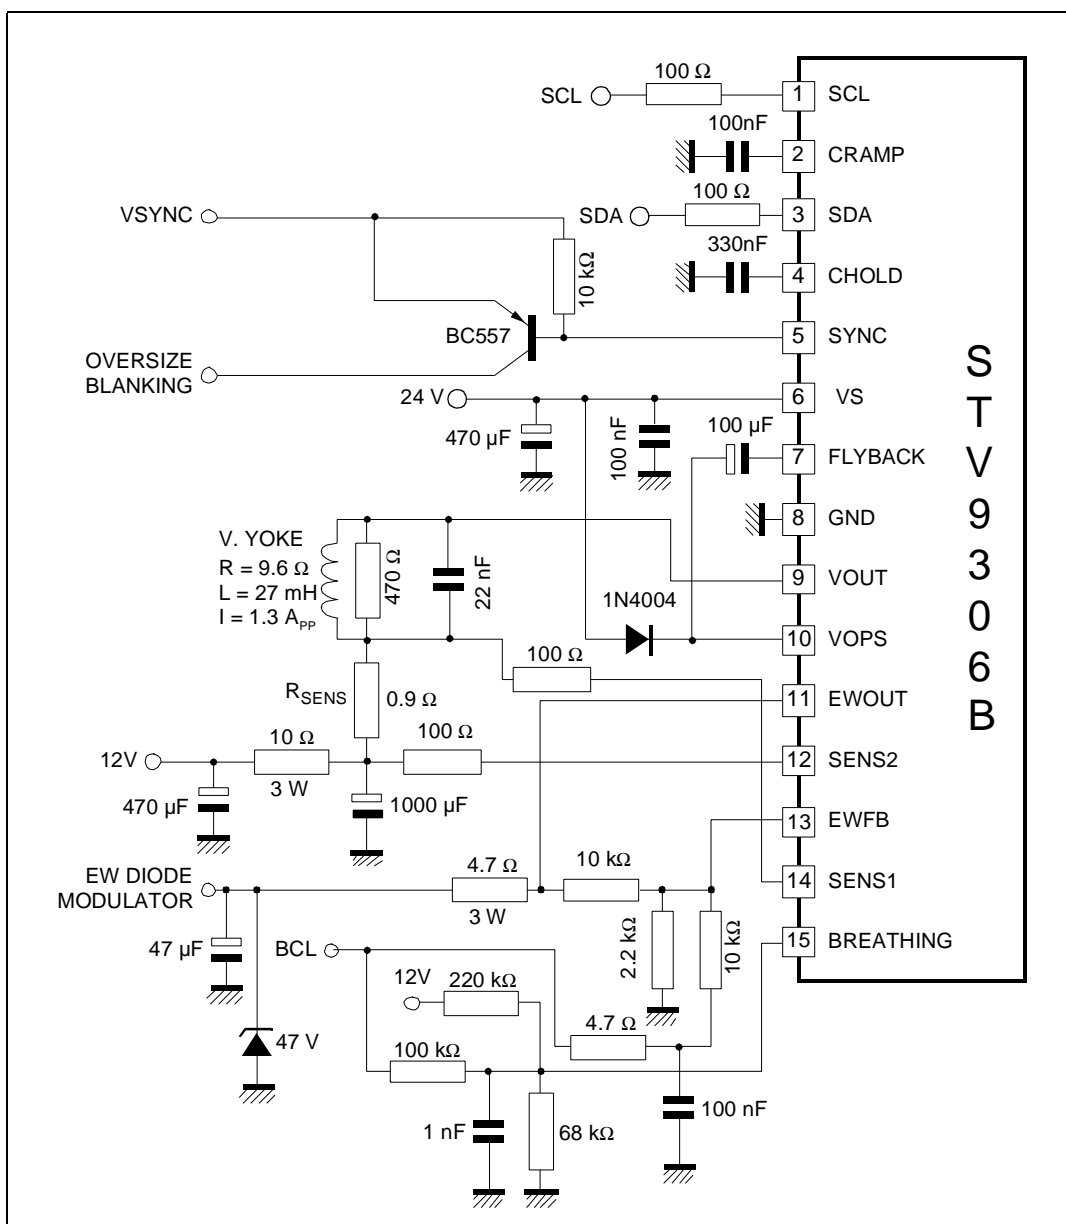 100 Ω
SCL
1
SCL
100nF
2
CRAMP
100 Ω
VSYNC
SDA
3
SDA
330nF
10 kΩ
4
CHOLD
BC557
5
SYNC
OVERSIZE
BLANKING
24 V
6
VS
470 µF
100 nF
100 µF
7
FLYBACK
8
GND
V. YOKE
R = 9.6 Ω
L = 27 mH
I = 1.3 APP
470 Ω
22 nF
9
VOUT
1N4004
10
VOPS
100 Ω
RSENS
0.9 Ω
11
EWOUT
10 Ω
100 Ω
12V
12
SENS2
3 W
470 µF
1000 µF
13
EWFB
EW DIODE
MODULATOR
4.7 Ω
10 kΩ
14
SENS1
3 W
47 µF
BCL
2.2 kΩ
10 kΩ
15
BREATHING
12V
220 kΩ
4.7 Ω
47 V
100 kΩ
100 nF
1 nF
68 kΩ
STV9306B